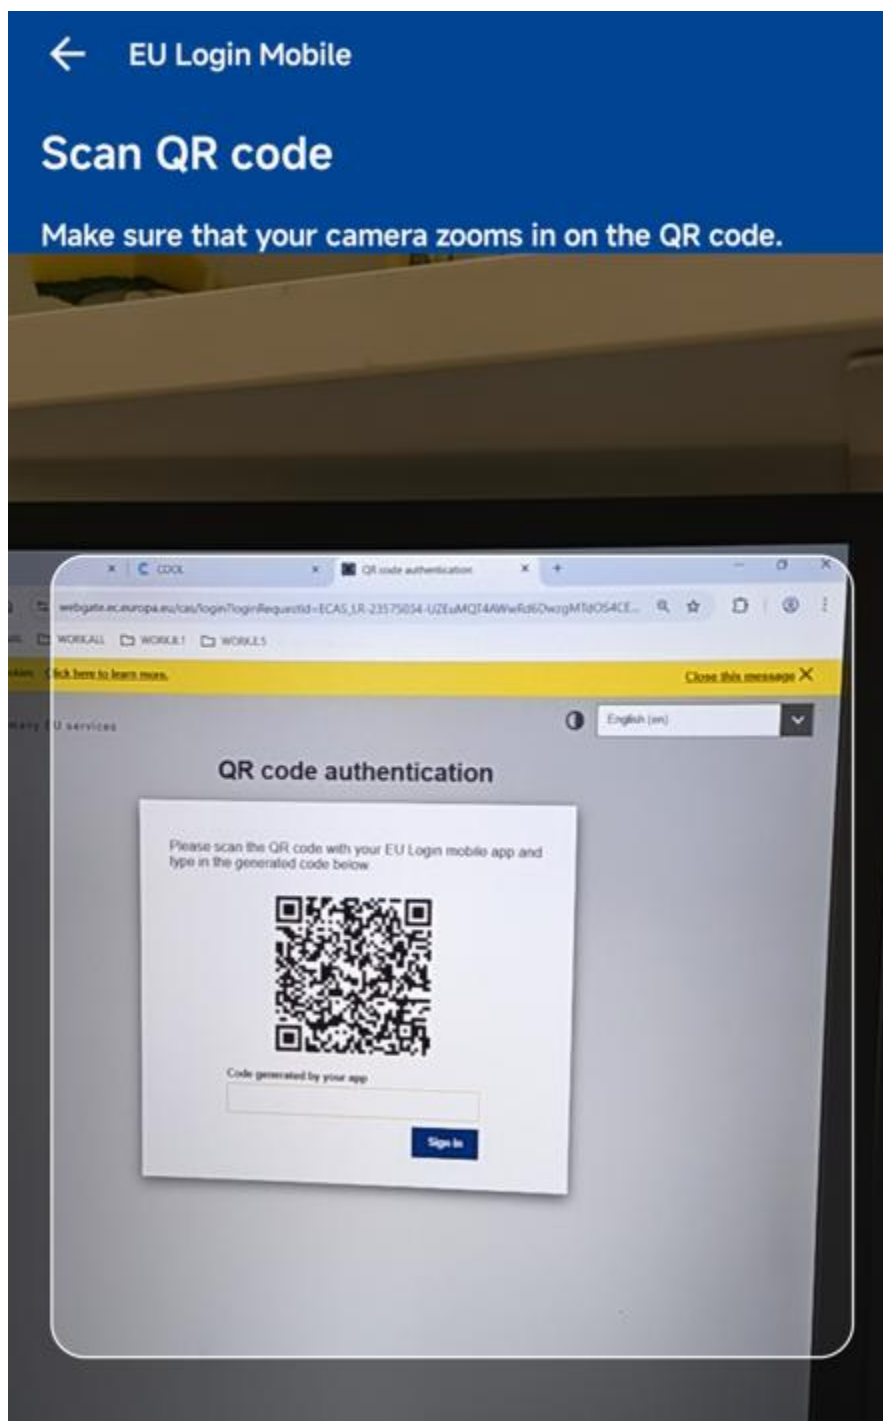 EU Login Mobile
Scan QR code
Make sure that your camera zooms in on the QR code.
COOL
QR code authentication
WORK.ALL
WORK.8.1
WORK.E.5
Click here to learn more.
Close this message
EU services
English (en)
QR code authentication
Please scan the QR code with your EU Login mobile app and
type in the generated code below
Code generated by your app
Sign in